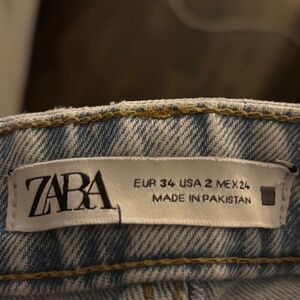 ZARA
EUR 34 USA 2 MEX 24
MADE IN PAKISTAN